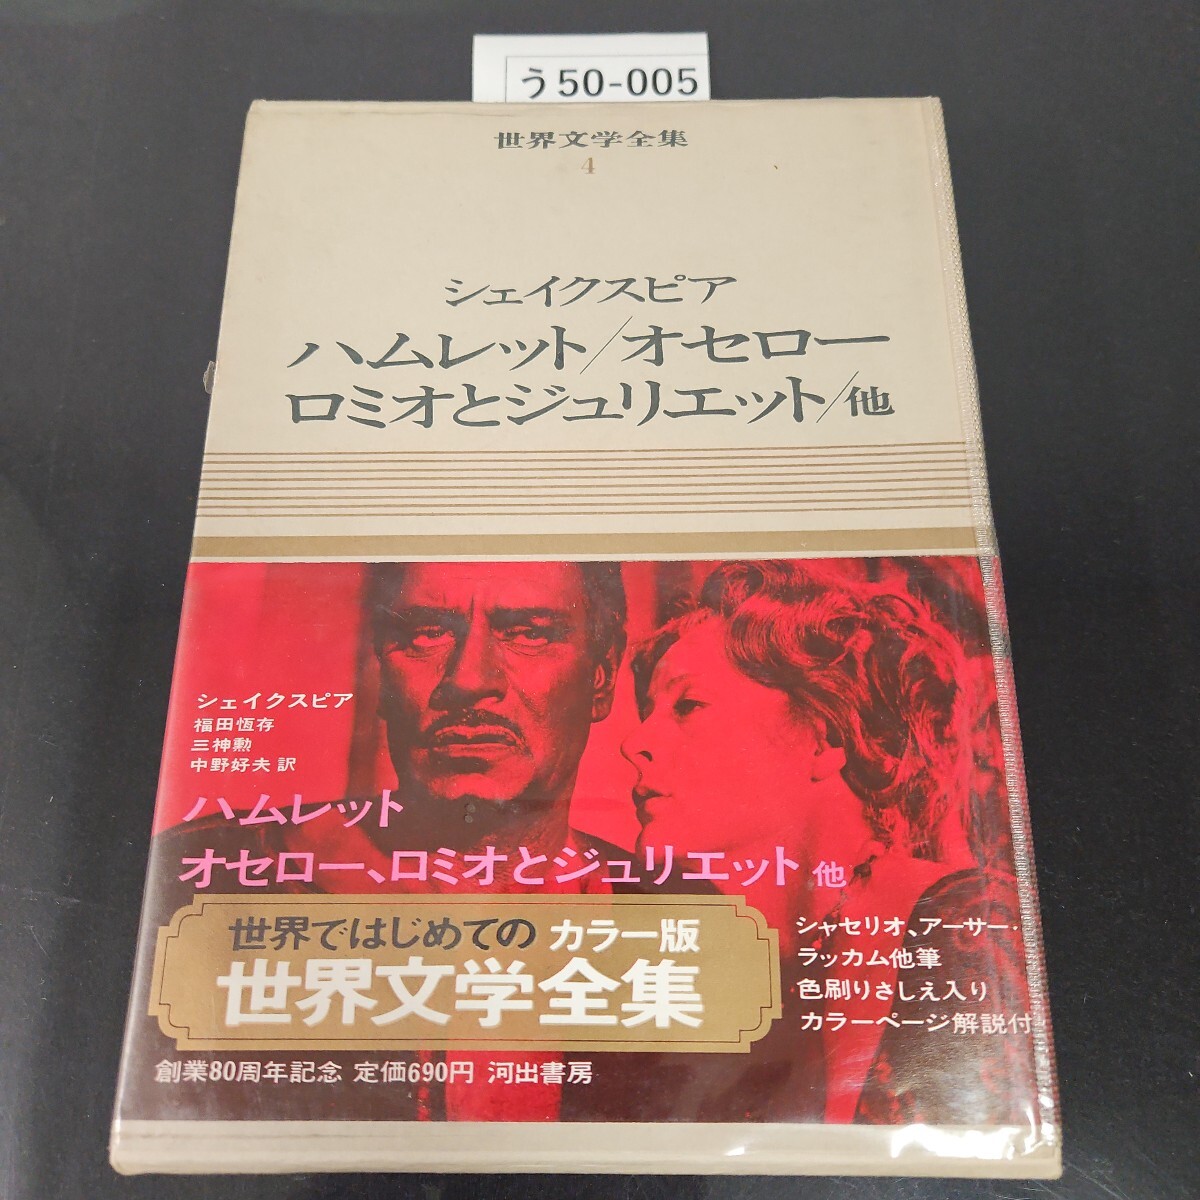 う50-005
世界文学全集
4
シェイクスピア
ハムレット/オセロー
ロミオとジュリエット/他
シェイクスピア
福田恆存
三神勲
中野好夫 訳
ハムレット
オセロー、ロミオとジュリエット 他
世界ではじめての カラー版
世界文学全集
シャセリオ、アーサー・
ラッカム他筆
色刷りさしえ入り
カラーページ解説付
創業80周年記念 定価690円 河出書房